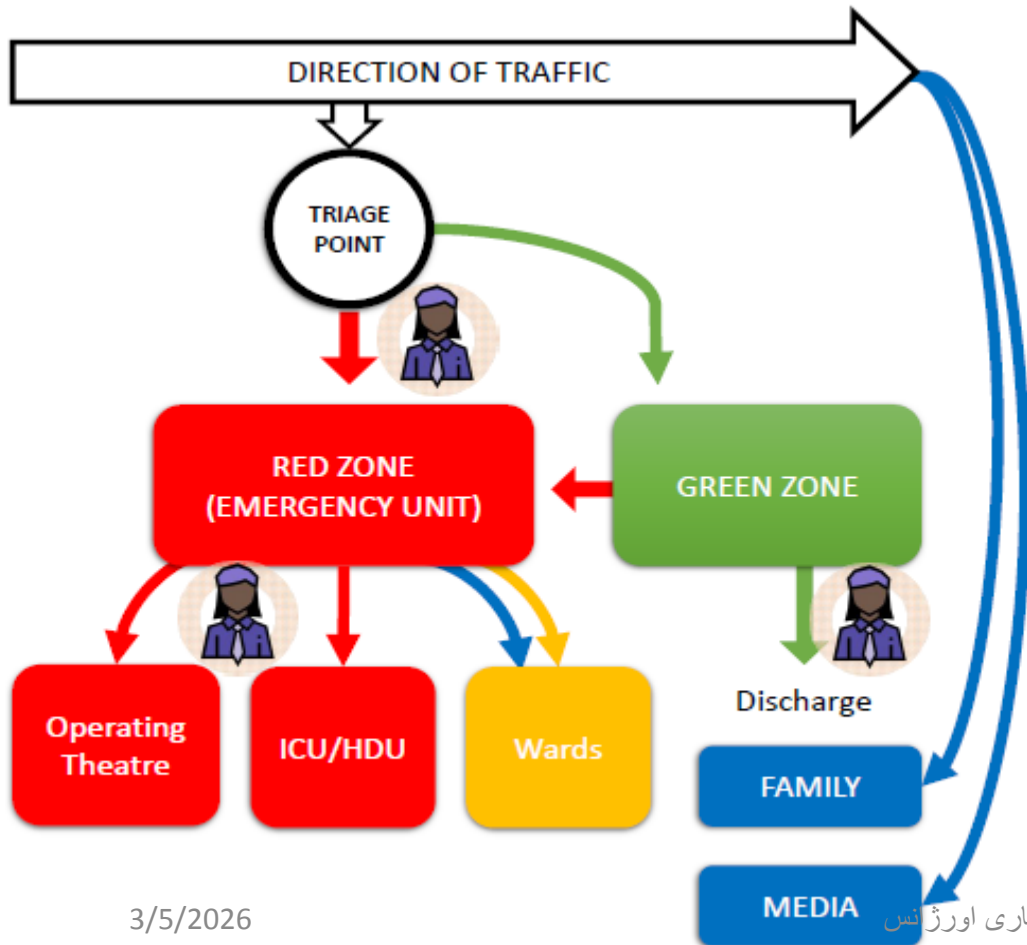 DIRECTION OF TRAFFIC
TRIAGE
POINT
RED ZONE
(EMERGENCY UNIT)
GREEN ZONE
Operating
Theatre
ICU/HDU
Wards
Discharge
FAMILY
MEDIA
3/5/2026
اورژانس